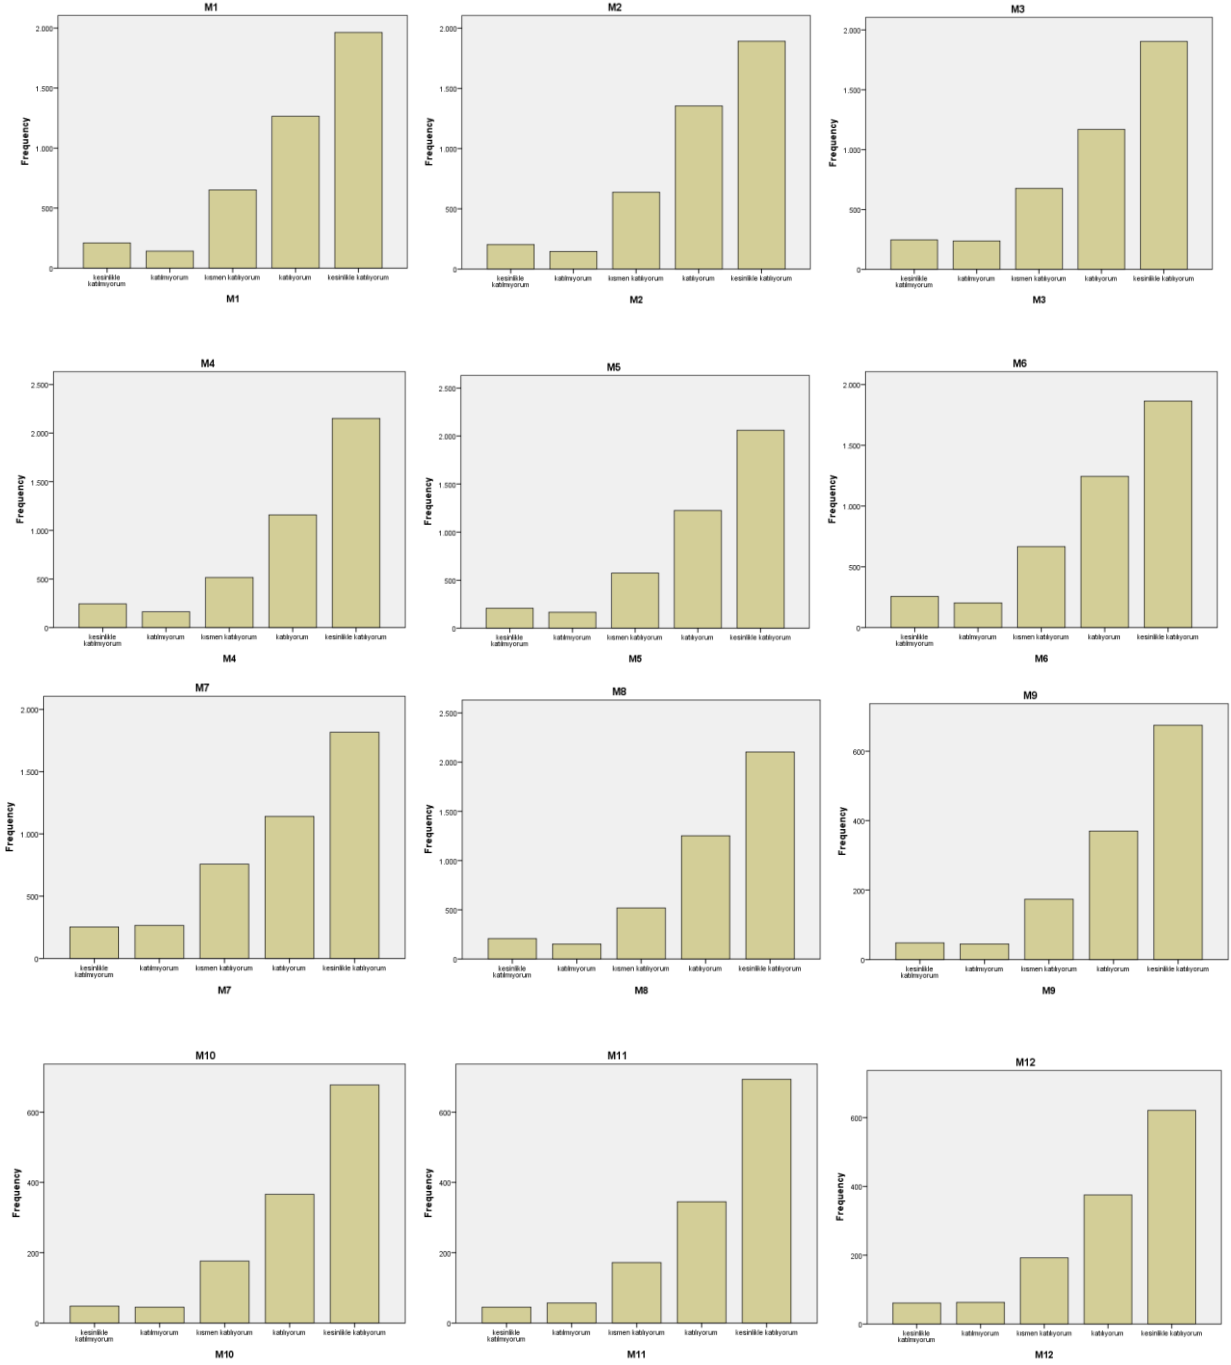 M1
2.000
1.500
1.000
500
0
Frequency
kesinlikle
katılmıyorum
katılmıyorum
kısmen katılıyorum
katılıyorum
kesinlikle katılıyorum
M1
M2
2.000
1.500
1.000
500
0
Frequency
kesinlikle
katılmıyorum
katılmıyorum
kısmen katılıyorum
katılıyorum
kesinlikle katılıyorum
M2
M3
2.000
1.500
1.000
500
0
Frequency
kesinlikle
katılmıyorum
katılmıyorum
kısmen katılıyorum
katılıyorum
kesinlikle katılıyorum
M3
M4
2.500
2.000
1.500
1.000
500
0
Frequency
kesinlikle
katılmıyorum
katılmıyorum
kısmen katılıyorum
katılıyorum
kesinlikle katılıyorum
M4
M5
2.500
2.000
1.500
1.000
500
0
Frequency
kesinlikle
katılmıyorum
katılmıyorum
kısmen katılıyorum
katılıyorum
kesinlikle katılıyorum
M5
M6
2.000
1.500
1.000
500
0
Frequency
kesinlikle
katılmıyorum
katılmıyorum
kısmen katılıyorum
katılıyorum
kesinlikle katılıyorum
M6
M7
2.000
1.500
1.000
500
0
Frequency
kesinlikle
katılmıyorum
katılmıyorum
kısmen katılıyorum
katılıyorum
kesinlikle katılıyorum
M7
M8
2.500
2.000
1.500
1.000
500
0
Frequency
kesinlikle
katılmıyorum
katılmıyorum
kısmen katılıyorum
katılıyorum
kesinlikle katılıyorum
M8
M9
600
400
200
0
Frequency
kesinlikle
katılmıyorum
katılmıyorum
kısmen katılıyorum
katılıyorum
kesinlikle katılıyorum
M9
M10
600
400
200
0
Frequency
kesinlikle
katılmıyorum
katılmıyorum
kısmen katılıyorum
katılıyorum
kesinlikle katılıyorum
M10
M11
600
400
200
0
Frequency
kesinlikle
katılmıyorum
katılmıyorum
kısmen katılıyorum
katılıyorum
kesinlikle katılıyorum
M11
M12
600
400
200
0
Frequency
kesinlikle
katılmıyorum
katılmıyorum
kısmen katılıyorum
katılıyorum
kesinlikle katılıyorum
M12